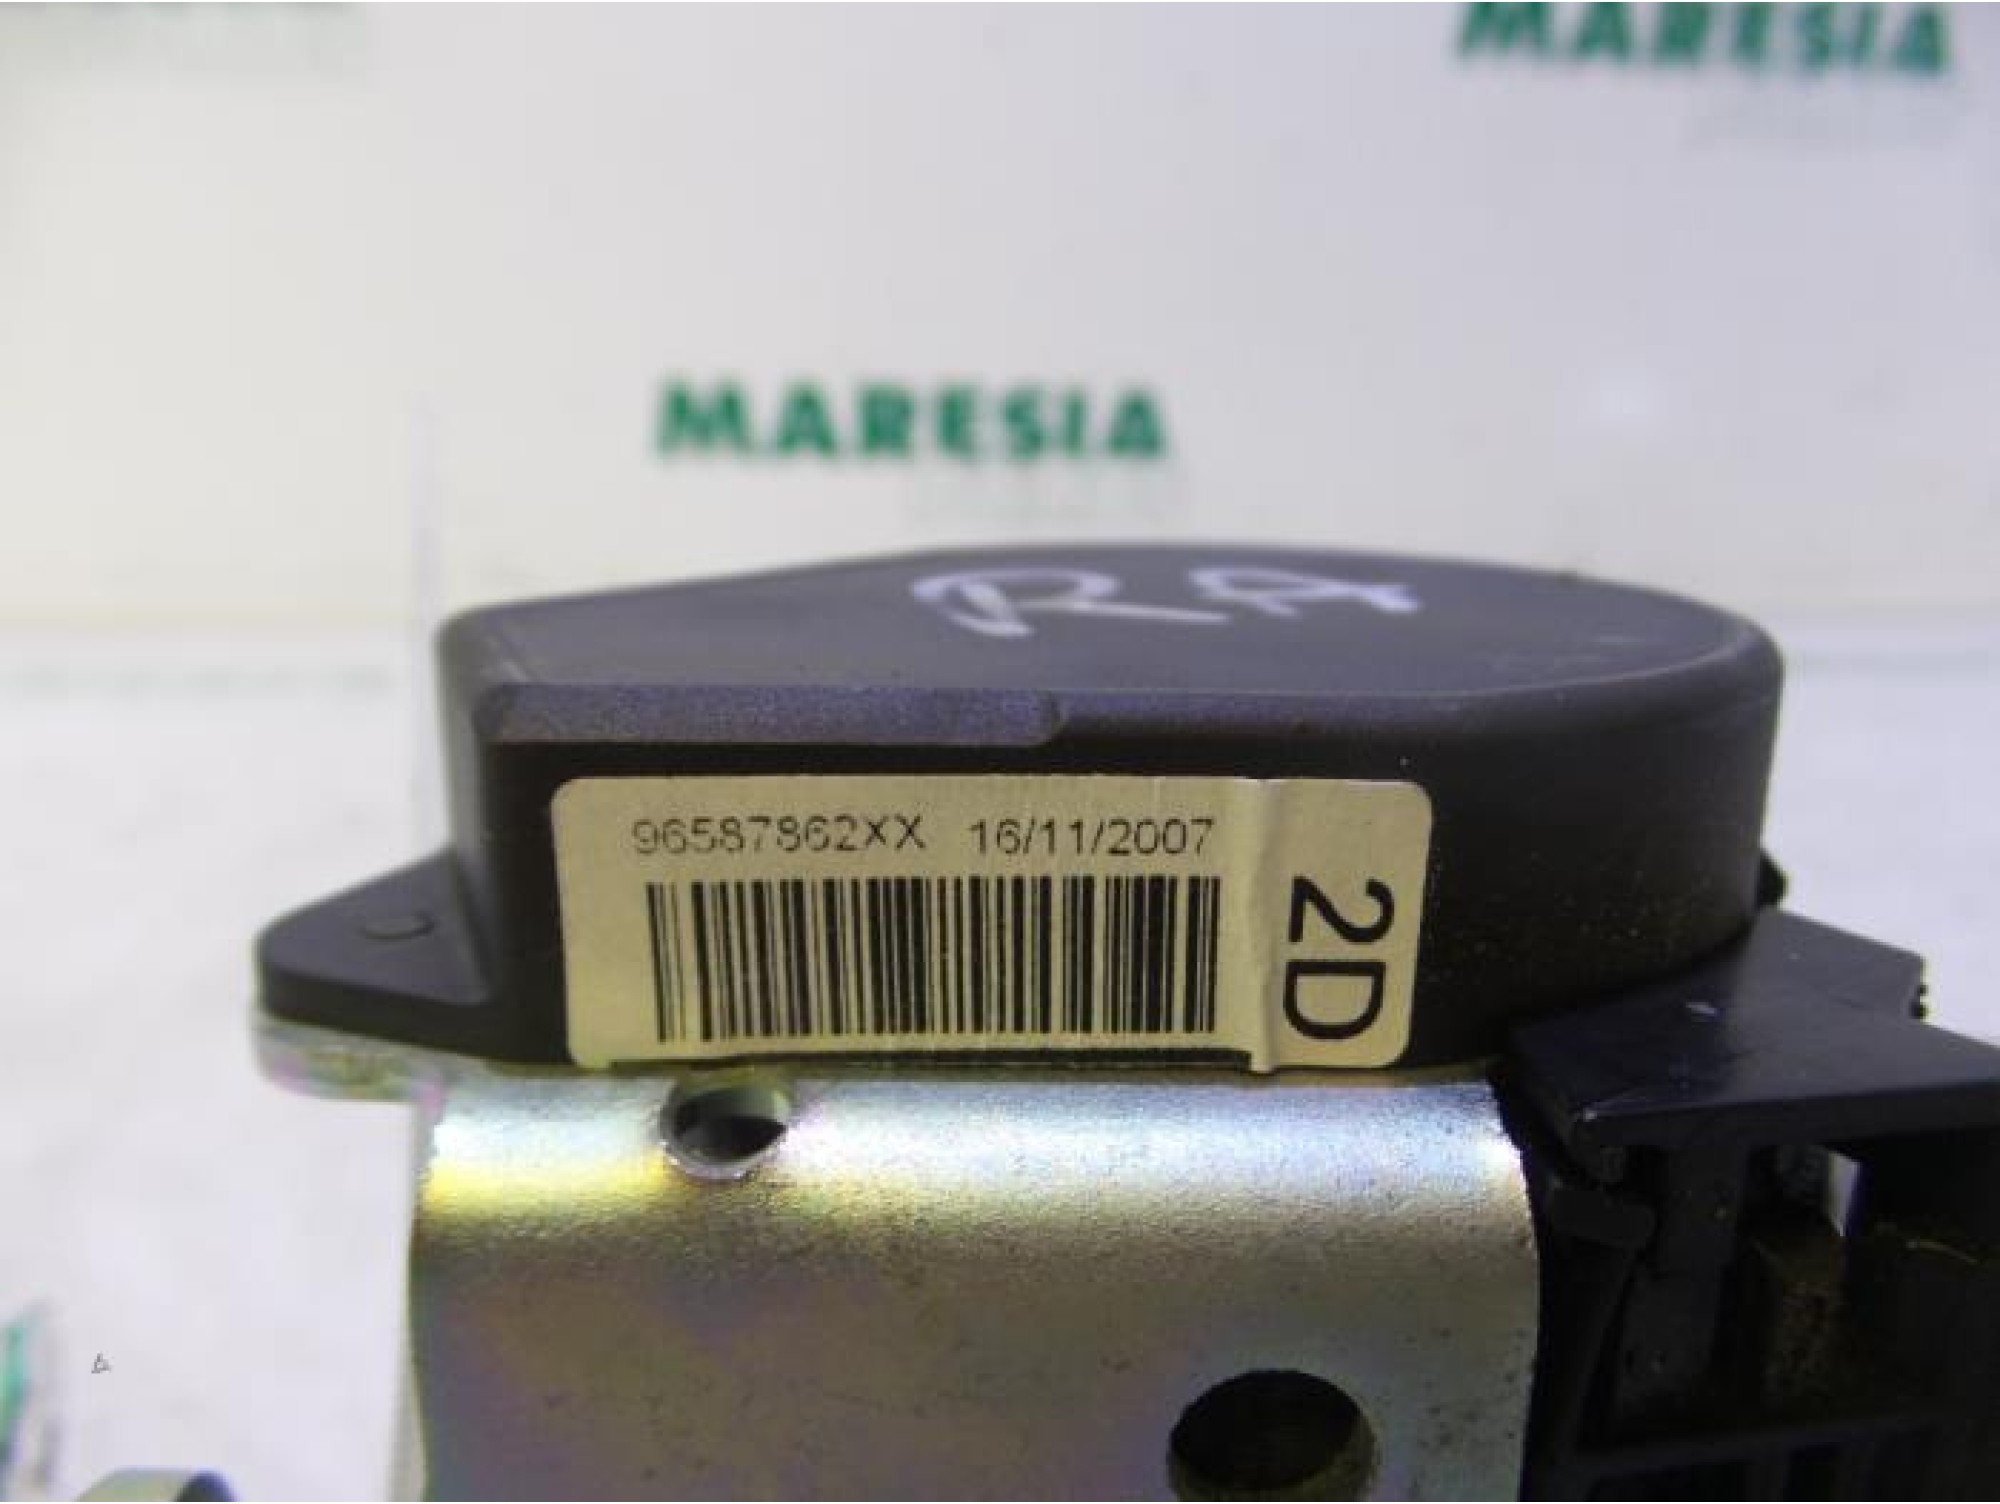 MARESIA
MARESIA
RA
96587862XX 16/11/2007
2D